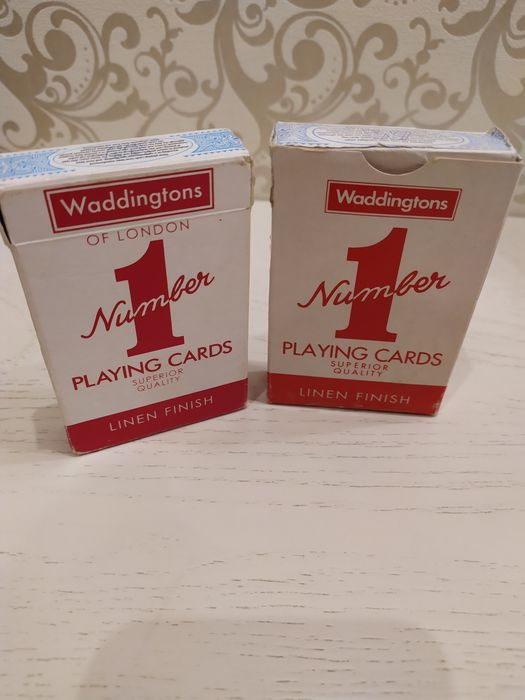 Waddingtons
OF LONDON
Number 1
PLAYING CARDS
SUPERIOR
QUALITY
LINEN FINISH
Waddingtons
Number 1
PLAYING CARDS
SUPERIOR
QUALITY
LINEN FINISH